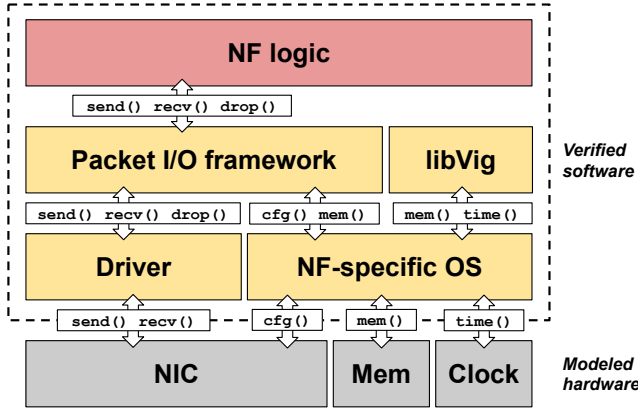 NF logic
send() recv() drop()
Packet I/O framework
libVig
Verified
software
send() recv() drop()
cfg() mem()
mem() time()
Driver
NF-specific OS
send() recv()
cfg()
mem()
time()
NIC
Mem
Clock
Modeled
hardware